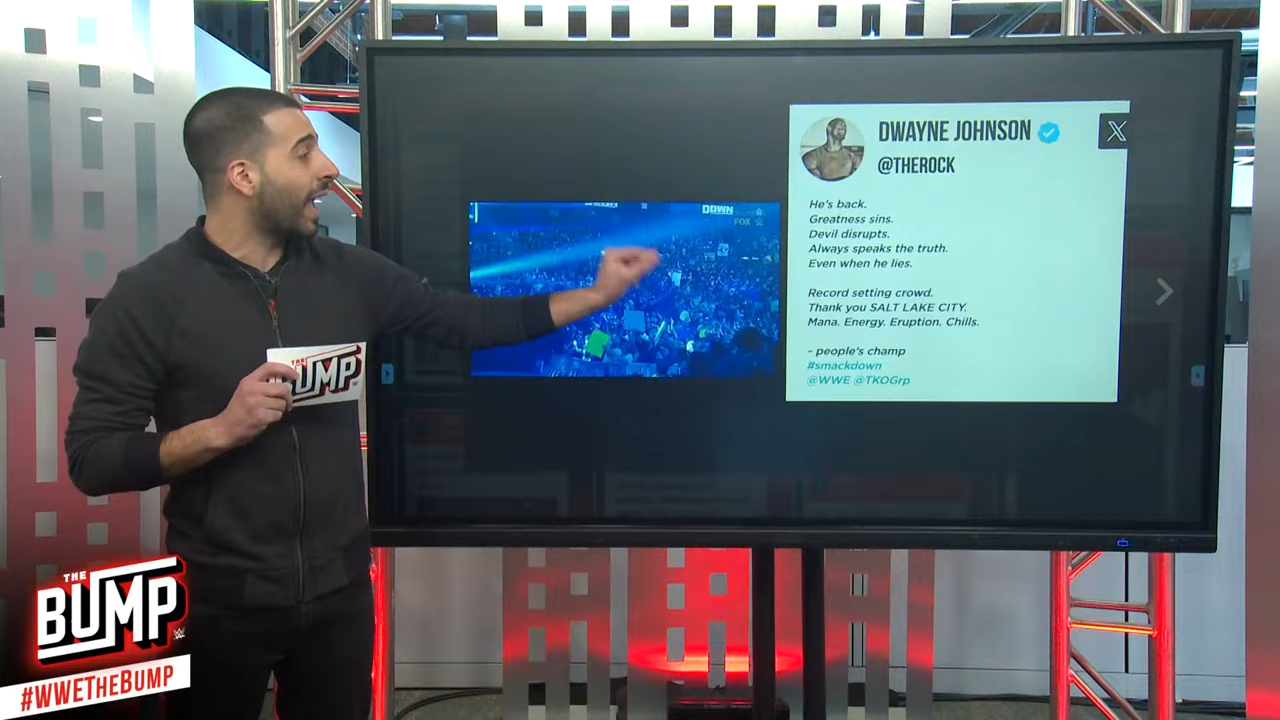 DWAYNE JOHNSON
X
@THEROCK
He's back.
Greatness sins.
Devil disrupts.
Always speaks the truth.
Even when he lies.
Record setting crowd.
Thank you SALT LAKE CITY.
Mana. Energy. Eruption. Chills.
- people's champ
#smackdown
@WWE @TKOGrp
DOWN
FOX
THE
BUMP
THE
BUMP
#WWETHEBUMP